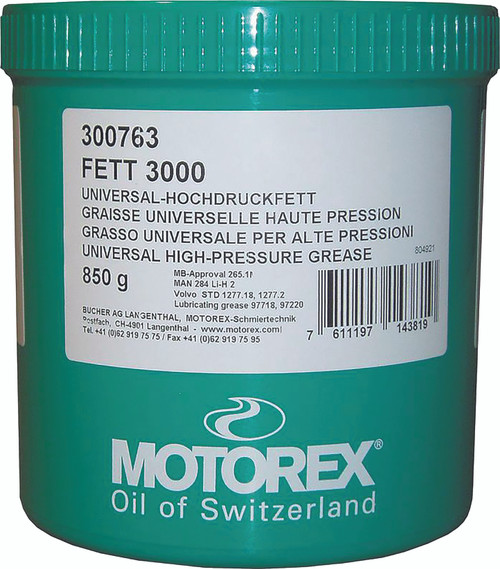 300763
FETT 3000
UNIVERSAL-HOCHDRUCKFETT
GRAISSE UNIVERSELLE HAUTE PRESSION
GRASSO UNIVERSALE PER ALTE PRESSIONI
UNIVERSAL HIGH-PRESSURE GREASE
804921
850 g
MB-Approval 265.1
MAN 284 Li-H 2
Volvo STD 1277.18, 1277.2
Lubricating grease 97718, 97220
BUCHER AG LANGENTHAL, MOTOREX-Schmiertechnik
Postfach, CH-4901 Langenthal - www.motorex.com
Tel. +41 (0)62 919 75 75 / Fax +41 (0)62 919 75 95
7 611197 143819
MOTOREX®
Oil of Switzerland